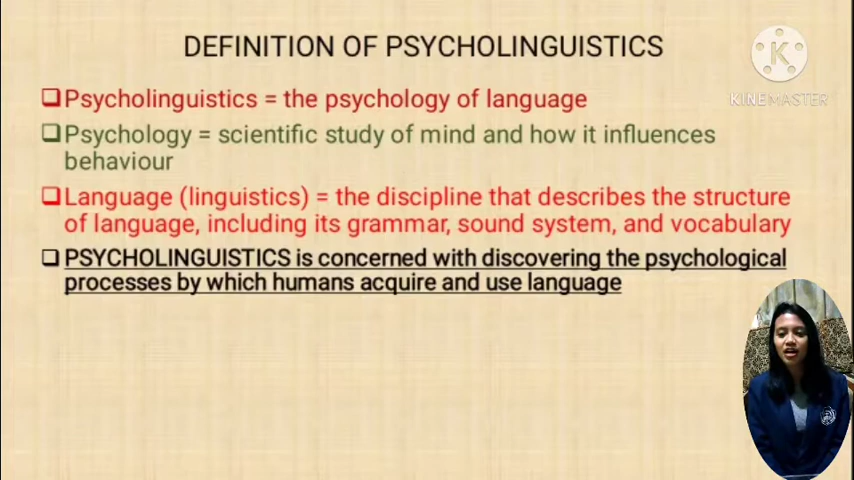 DEFINITION OF PSYCHOLINGUISTICS
Psycholinguistics = the psychology of language
Psychology = scientific study of mind and how it influences
behaviour
Language (linguistics) = the discipline that describes the structure
of language, including its grammar, sound system, and vocabulary
PSYCHOLINGUISTICS is concerned with discovering the psychological
processes by which humans acquire and use language
K
KINEMASTER